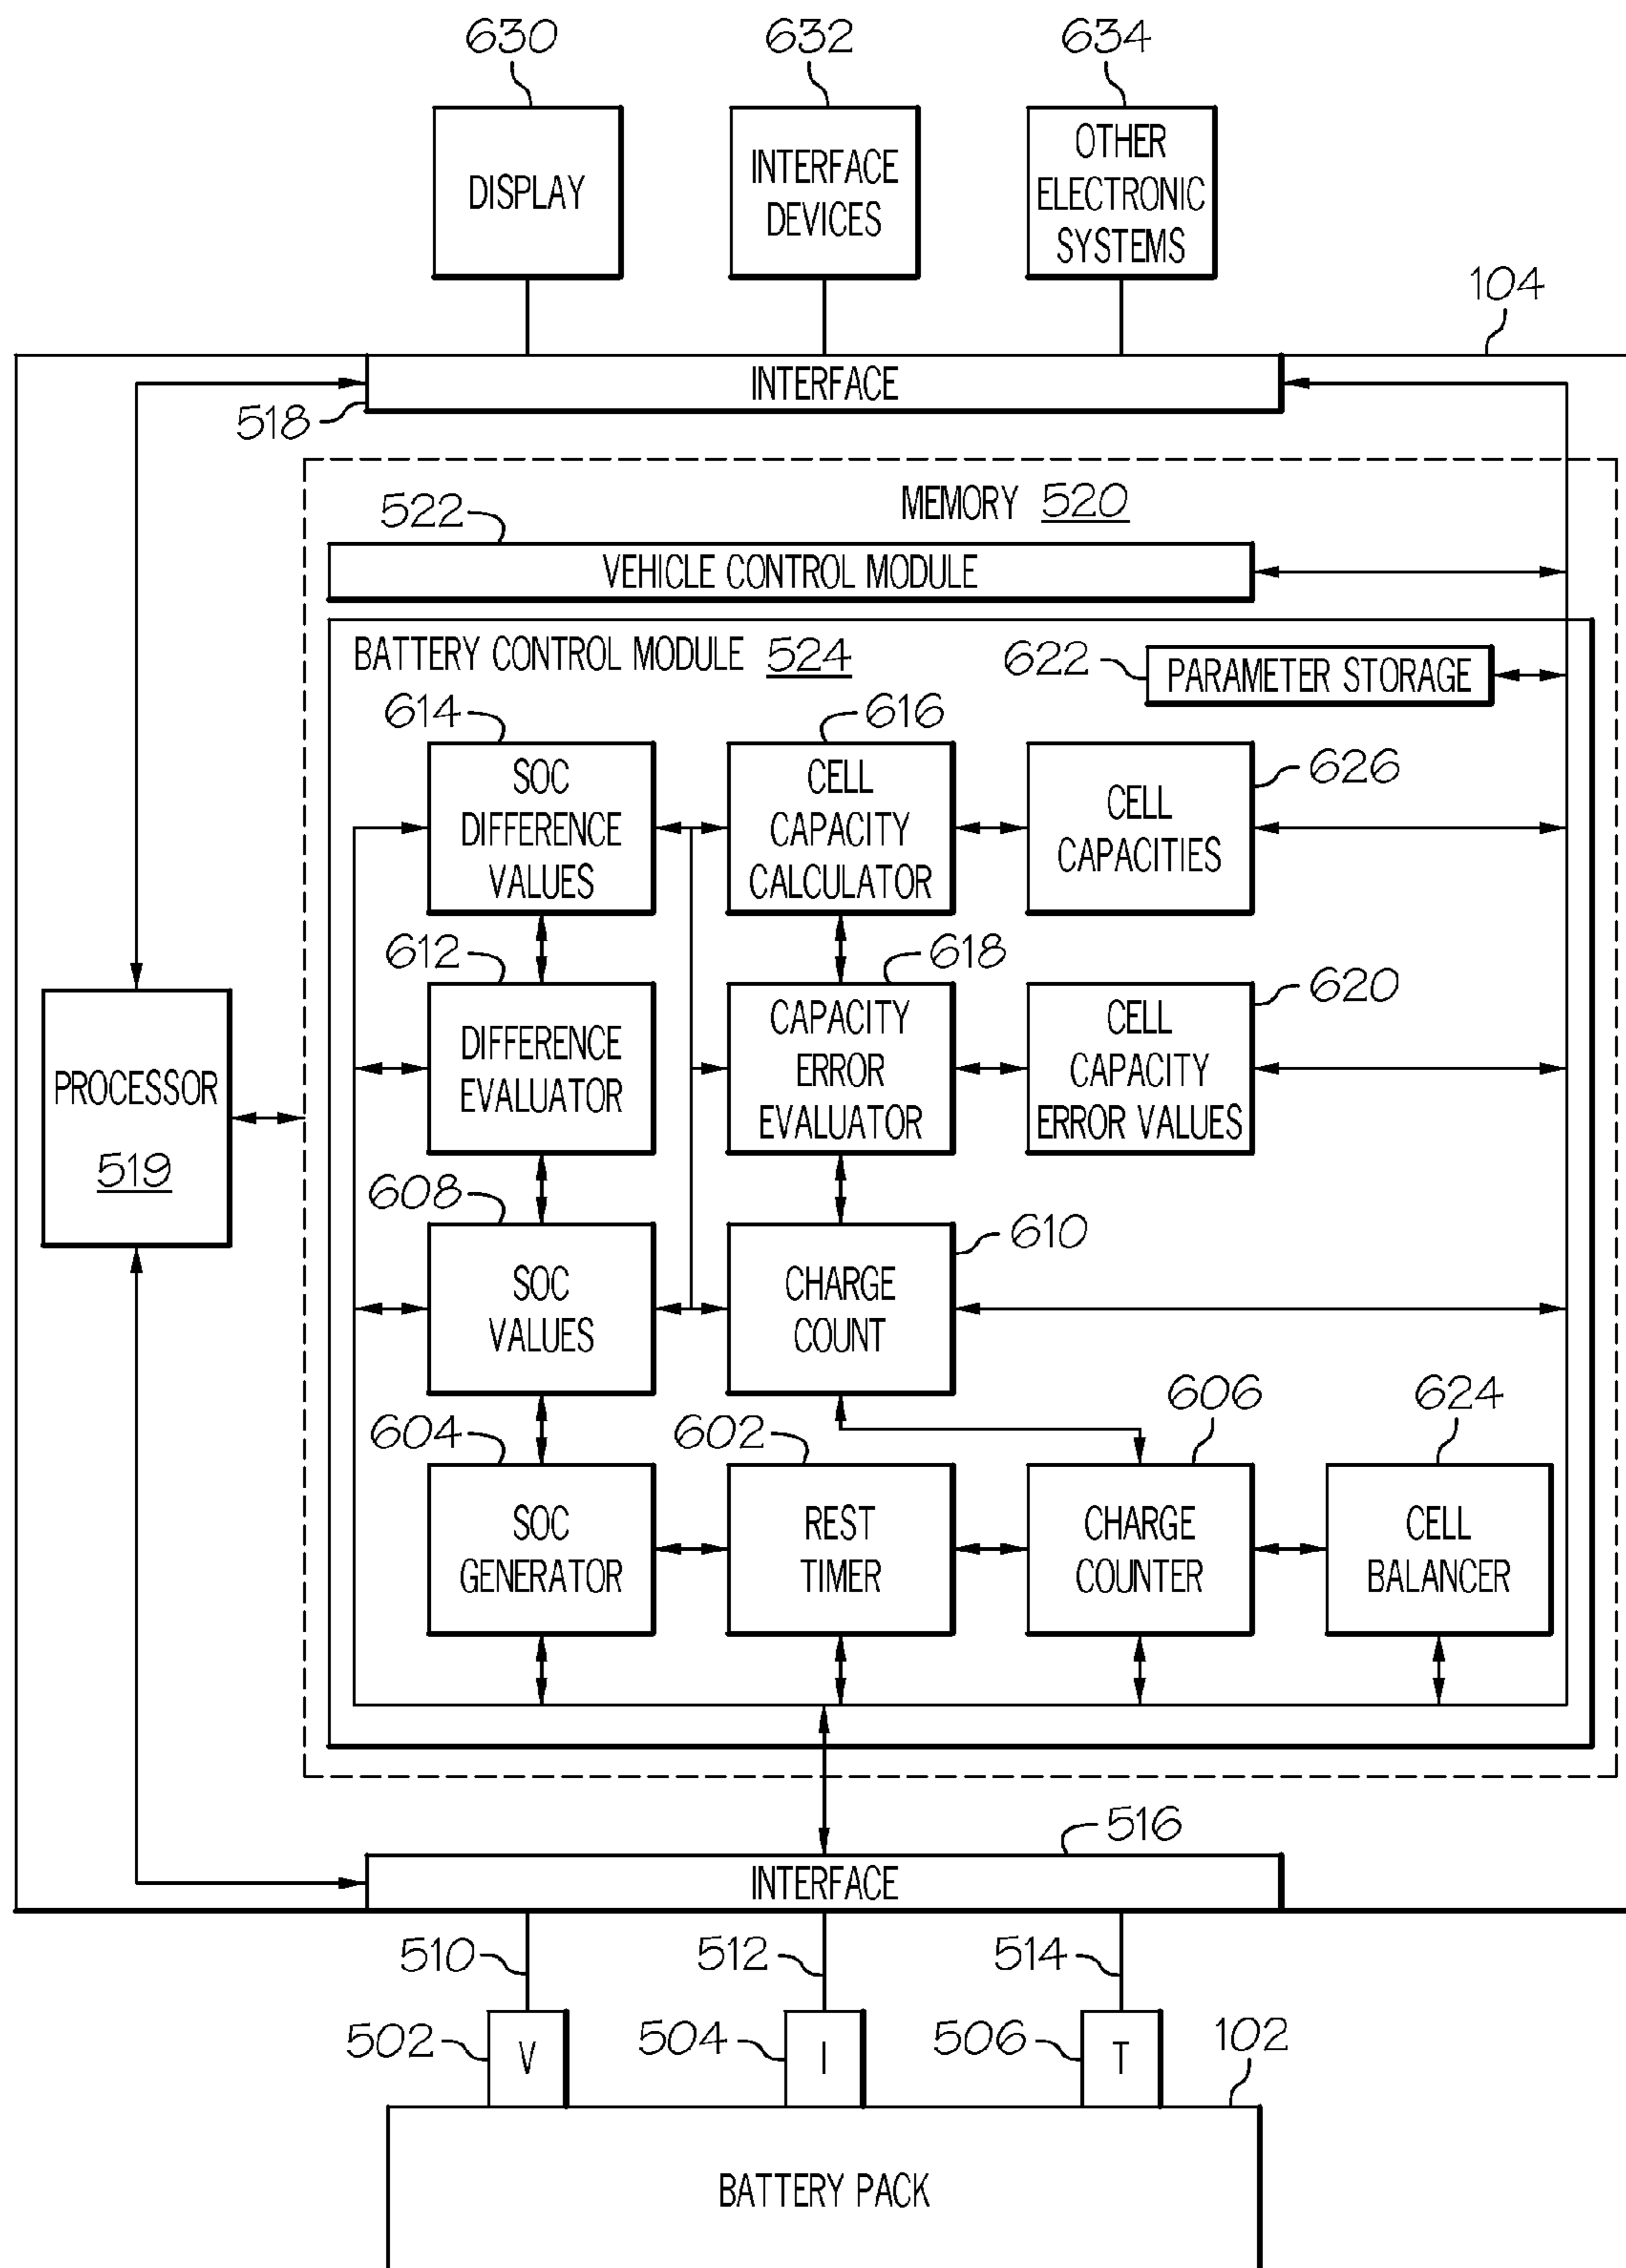 630
632
634
DISPLAY
INTERFACE
DEVICES
OTHER
ELECTRONIC
SYSTEMS
104
INTERFACE
518
MEMORY 520
522
VEHICLE CONTROL MODULE
BATTERY CONTROL MODULE 524
622
PARAMETER STORAGE
614
616
626
SOC
DIFFERENCE
VALUES
CELL
CAPACITY
CALCULATOR
CELL
CAPACITIES
612
618
620
DIFFERENCE
EVALUATOR
CAPACITY
ERROR
EVALUATOR
CELL
CAPACITY
ERROR VALUES
PROCESSOR
519
608
610
SOC
VALUES
CHARGE
COUNT
604
602
606
624
SOC
GENERATOR
REST
TIMER
CHARGE
COUNTER
CELL
BALANCER
516
INTERFACE
510
512
514
502
V
504
I
506
T
102
BATTERY PACK